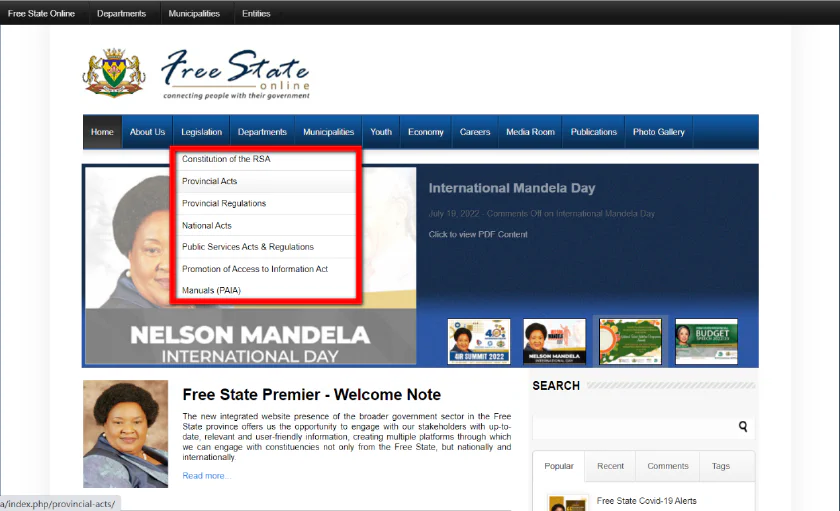 Free State Online Departments Municipalities Entities
Free State
online
connecting people with their government
Home About Us Legislation Departments Municipalities Youth Economy Careers Media Room Publications Photo Gallery
Constitution of the RSA
Provincial Acts
Provincial Regulations
National Acts
Public Services Acts & Regulations
Promotion of Access to Information Act
Manuals (PAIA)
NELSON MANDELA
INTERNATIONAL DAY
International Mandela Day
July 18, 2022 - Comments Off on International Mandela Day
Click to view PDF Content
4IR SUMMIT 2022
NELSON MANDELA
BUDGET
Free State Premier - Welcome Note
The new integrated website presence of the broader government sector in the Free
State province offers us the opportunity to engage with our stakeholders with up-to-
date, relevant and user-friendly information, creating multiple platforms through which
we can engage with constituencies not only from the Free State, but nationally and
internationally.
Read more...
SEARCH
Popular Recent Comments Tags
Free State Covid-19 Alerts
a/index.php/provincial-acts/